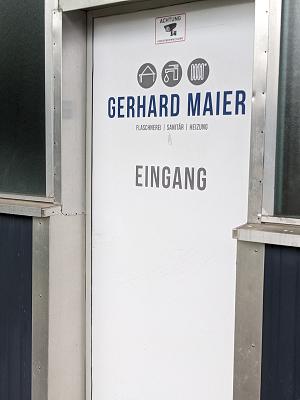 ACHTUNG
GERHARD MAIER
FLASCHNEREI | SANITÄR | HEIZUNG
EINGANG